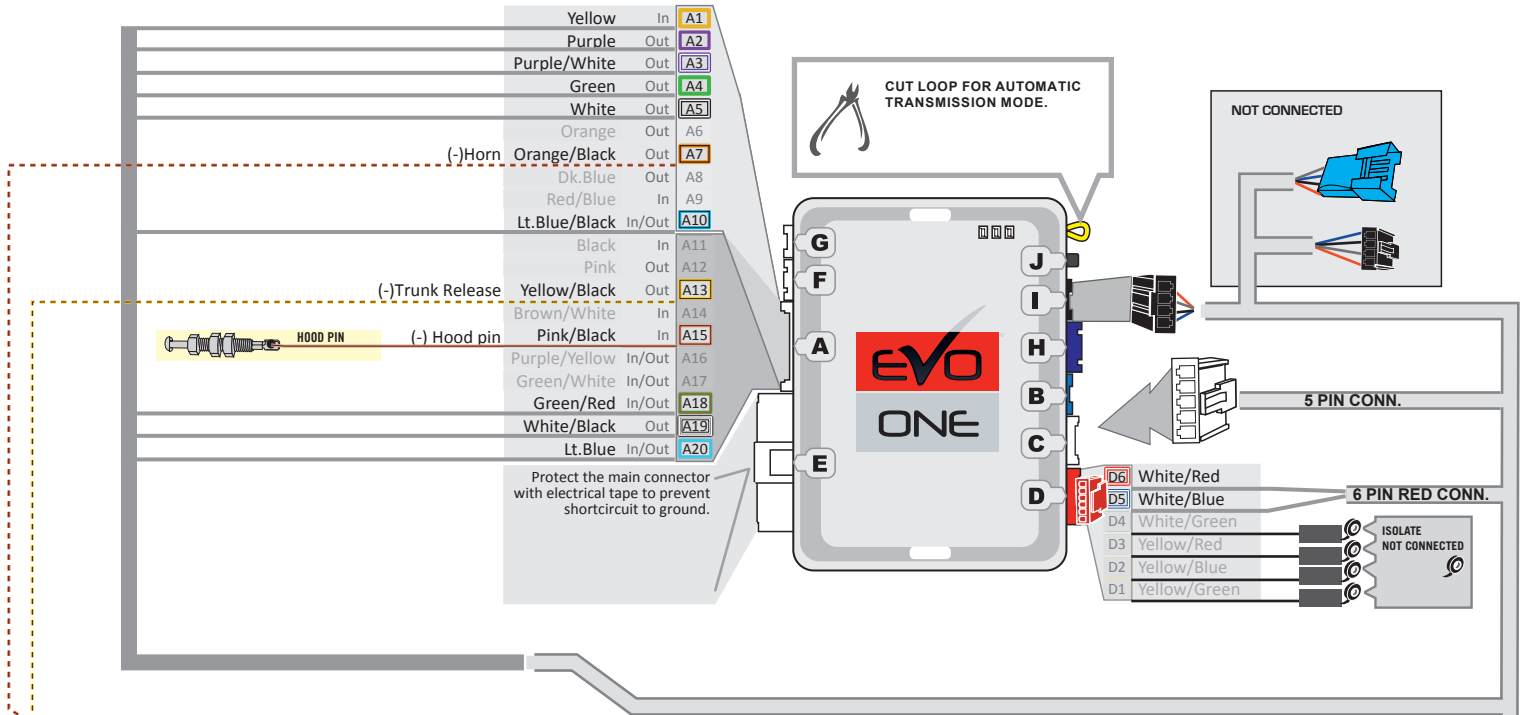 Yellow In A1
Purple Out A2
Purple/White Out A3
Green Out A4
White Out A5
Orange Out A6
(-)Horn Orange/Black Out A7
Dk.Blue Out A8
Red/Blue In A9
Lt.Blue/Black In/Out A10
Black In A11
Pink Out A12
(-)Trunk Release Yellow/Black Out A13
Brown/White In A14
HOOD PIN (-) Hood pin Pink/Black In A15
Purple/Yellow In/Out A16
Green/White In/Out A17
Green/Red In/Out A18
White/Black Out A19
Lt.Blue In/Out A20
Protect the main connector
with electrical tape to prevent
shortcircuit to ground.
CUT LOOP FOR AUTOMATIC
TRANSMISSION MODE.
NOT CONNECTED
G
F
A
E
J
I
H
B
C
D
EVO
ONE
5 PIN CONN.
6 PIN RED CONN.
D6 White/Red
D5 White/Blue
D4 White/Green
D3 Yellow/Red
D2 Yellow/Blue
D1 Yellow/Green
ISOLATE
NOT CONNECTED